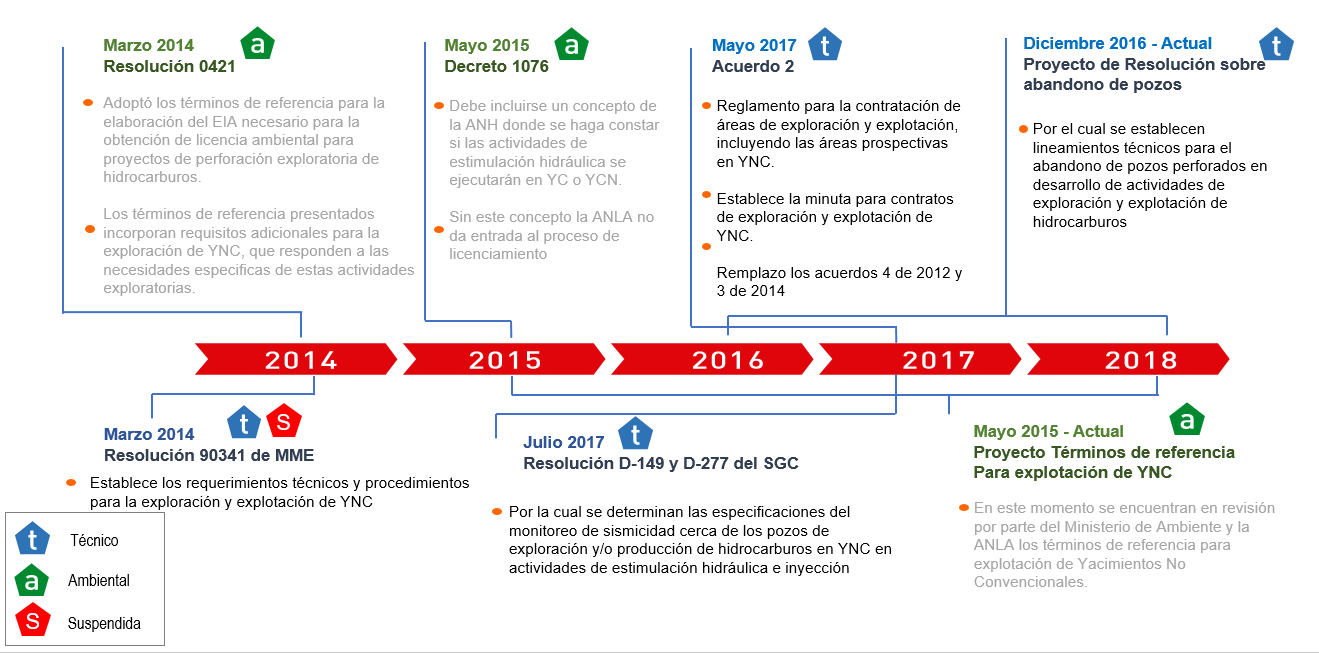 Marzo 2014
a
Resolución 0421
Adoptó los términos de referencia para la
elaboración del EIA necesario para la
obtención de licencia ambiental para
proyectos de perforación exploratoria de
hidrocarburos.
Los términos de referencia presentados
incorporan requisitos adicionales para la
exploración de YNC, que responden a las
necesidades especificas de estas actividades
exploratorias.
Mayo 2015
a
Decreto 1076
Debe incluirse un concepto de
la ANH donde se haga constar
si las actividades de
estimulación hidráulica se
ejecutarán en YC o YCN.
Sin este concepto la ANLA no
da entrada al proceso de
licenciamiento
Mayo 2017
t
Acuerdo 2
Reglamento para la contratación de
áreas de exploración y explotación,
incluyendo las áreas prospectivas
en YNC.
Establece la minuta para contratos
de exploración y explotación de
YNC.
Remplazo los acuerdos 4 de 2012 y
3 de 2014
Diciembre 2016 - Actual
t
Proyecto de Resolución sobre
abandono de pozos
Por el cual se establecen
lineamientos técnicos para el
abandono de pozos perforados en
desarrollo de actividades de
exploración y explotación de
hidrocarburos
2014
2015
2016
2017
2018
Marzo 2014
t
S
Resolución 90341 de MME
Establece los requerimientos técnicos y procedimientos
para la exploración y explotación de YNC
Julio 2017
t
Resolución D-149 y D-277 del SGC
Por la cual se determinan las especificaciones del
monitoreo de sismicidad cerca de los pozos de
exploración y/o producción de hidrocarburos en YNC en
actividades de estimulación hidráulica e inyección
Mayo 2015 - Actual
a
Proyecto Términos de referencia
Para explotación de YNC
En este momento se encuentran en revisión
por parte del Ministerio de Ambiente y la
ANLA los términos de referencia para
explotación de Yacimientos No
Convencionales.
t Técnico
a Ambiental
S Suspendida